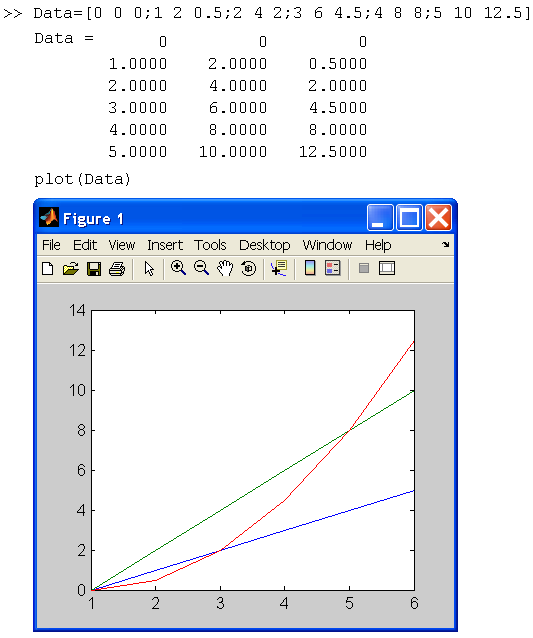 >> Data=[0 0 0;1 2 0.5;2 4 2;3 6 4.5;4 8 8;5 10 12.5]
Data =
0 0 0
1.0000 2.0000 0.5000
2.0000 4.0000 2.0000
3.0000 6.0000 4.5000
4.0000 8.0000 8.0000
5.0000 10.0000 12.5000
plot(Data)
Figure 1
File Edit View Insert Tools Desktop Window Help
14
12
10
8
6
4
2
0
1 2 3 4 5 6